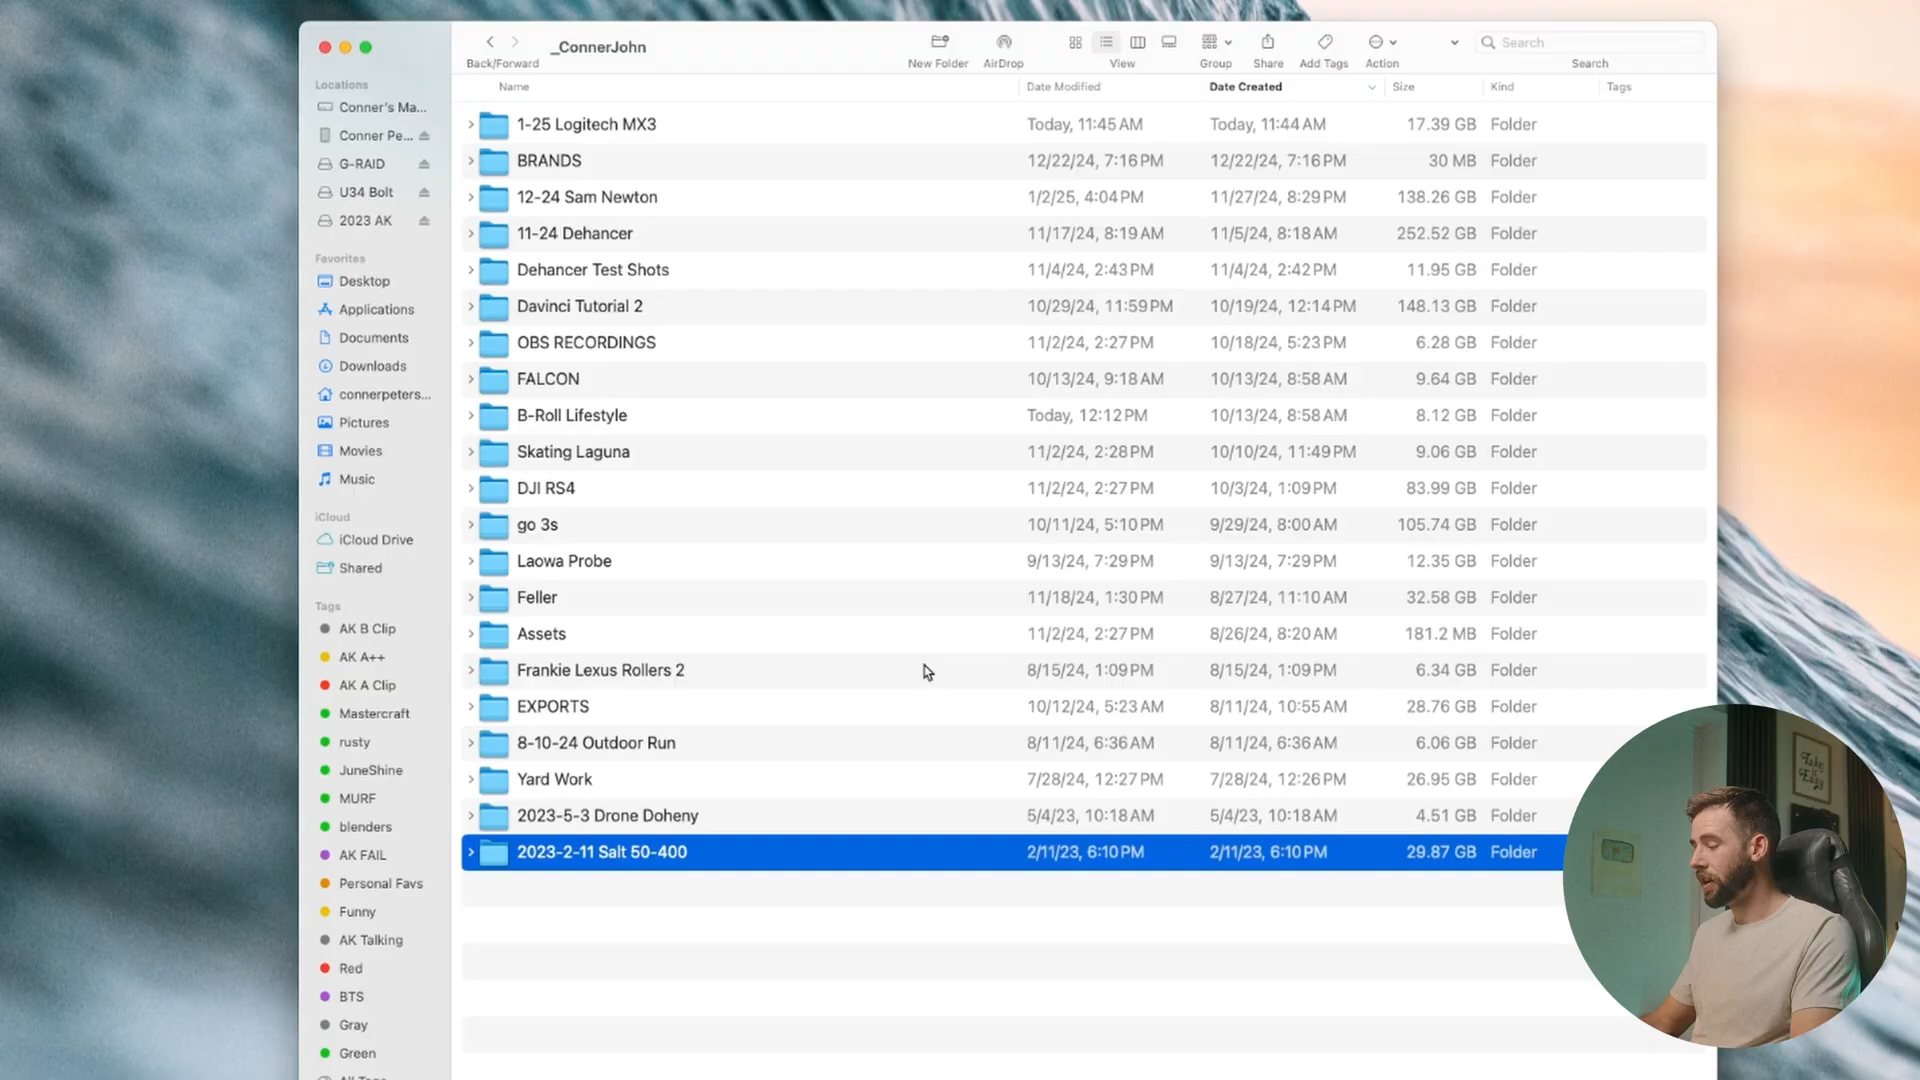 _ConnerJohn
Back/Forward
New Folder
AirDrop
View
Group
Share
Add Tags
Action
Search
Search
Locations
Conner's Ma...
Conner Pe...
G-RAID
U34 Bolt
2023 AK
Favorites
Desktop
Applications
Documents
Downloads
connerpeters...
Pictures
Movies
Music
iCloud
iCloud Drive
Shared
Tags
AK B Clip
AK A++
AK A Clip
Mastercraft
rusty
JuneShine
MURF
blenders
AK FAIL
Personal Favs
Funny
AK Talking
Red
BTS
Gray
Green
All Tags
Name Date Modified Date Created Size Kind Tags
1-25 Logitech MX3 Today, 11:45 AM Today, 11:44 AM 17.39 GB Folder
BRANDS 12/22/24, 7:16 PM 12/22/24, 7:16 PM 30 MB Folder
12-24 Sam Newton 1/2/25, 4:04 PM 11/27/24, 8:29 PM 138.26 GB Folder
11-24 Dehancer 11/17/24, 8:19 AM 11/5/24, 8:18 AM 252.52 GB Folder
Dehancer Test Shots 11/4/24, 2:43 PM 11/4/24, 2:42 PM 11.95 GB Folder
Davinci Tutorial 2 10/29/24, 11:59 PM 10/19/24, 12:14 PM 148.13 GB Folder
OBS RECORDINGS 11/2/24, 2:27 PM 10/18/24, 5:23 PM 6.28 GB Folder
FALCON 10/13/24, 9:18 AM 10/13/24, 8:58 AM 9.64 GB Folder
B-Roll Lifestyle Today, 12:12 PM 10/13/24, 8:58 AM 8.12 GB Folder
Skating Laguna 11/2/24, 2:28 PM 10/10/24, 11:49 PM 9.06 GB Folder
DJI RS4 11/2/24, 2:27 PM 10/3/24, 1:09 PM 83.99 GB Folder
go 3s 10/11/24, 5:10 PM 9/29/24, 8:00 AM 105.74 GB Folder
Laowa Probe 9/13/24, 7:29 PM 9/13/24, 7:29 PM 12.35 GB Folder
Feller 11/18/24, 1:30 PM 8/27/24, 11:10 AM 32.58 GB Folder
Assets 11/2/24, 2:27 PM 8/26/24, 8:20 AM 181.2 MB Folder
Frankie Lexus Rollers 2 8/15/24, 1:09 PM 8/15/24, 1:09 PM 6.34 GB Folder
EXPORTS 10/12/24, 5:23 AM 8/11/24, 10:55 AM 28.76 GB Folder
8-10-24 Outdoor Run 8/11/24, 6:36 AM 8/11/24, 6:36 AM 6.06 GB Folder
Yard Work 7/28/24, 12:27 PM 7/28/24, 12:26 PM 26.95 GB Folder
2023-5-3 Drone Doheny 5/4/23, 10:18 AM 5/4/23, 10:18 AM 4.51 GB Folder
2023-2-11 Salt 50-400 2/11/23, 6:10 PM 2/11/23, 6:10 PM 29.87 GB Folder
Take
it
Easy